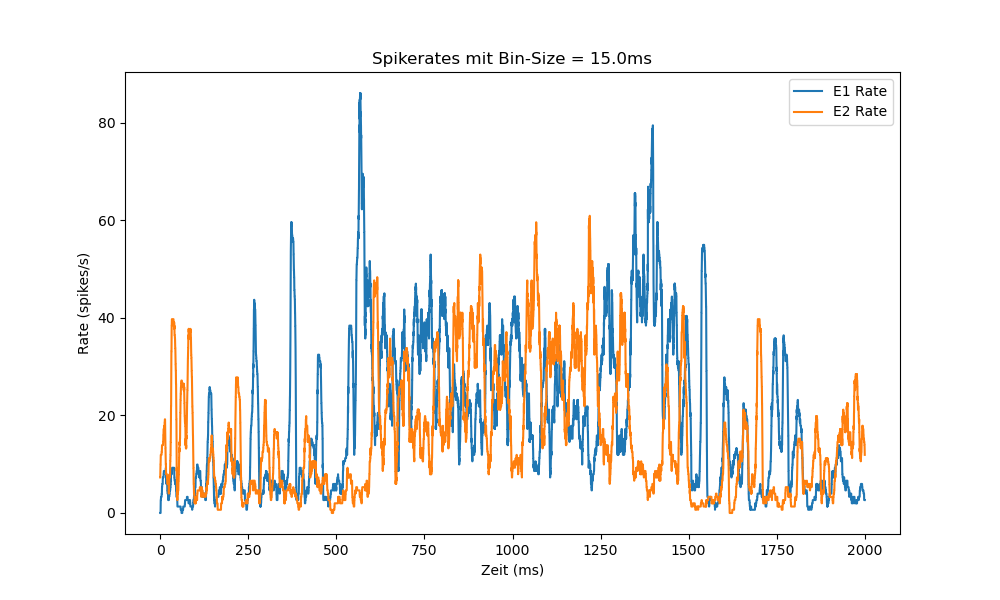 Spikerates mit Bin-Size = 15.0ms
E1 Rate
E2 Rate
80
60
40
20
0
Rate (spikes/s)
0 250 500 750 1000 1250 1500 1750 2000
Zeit (ms)